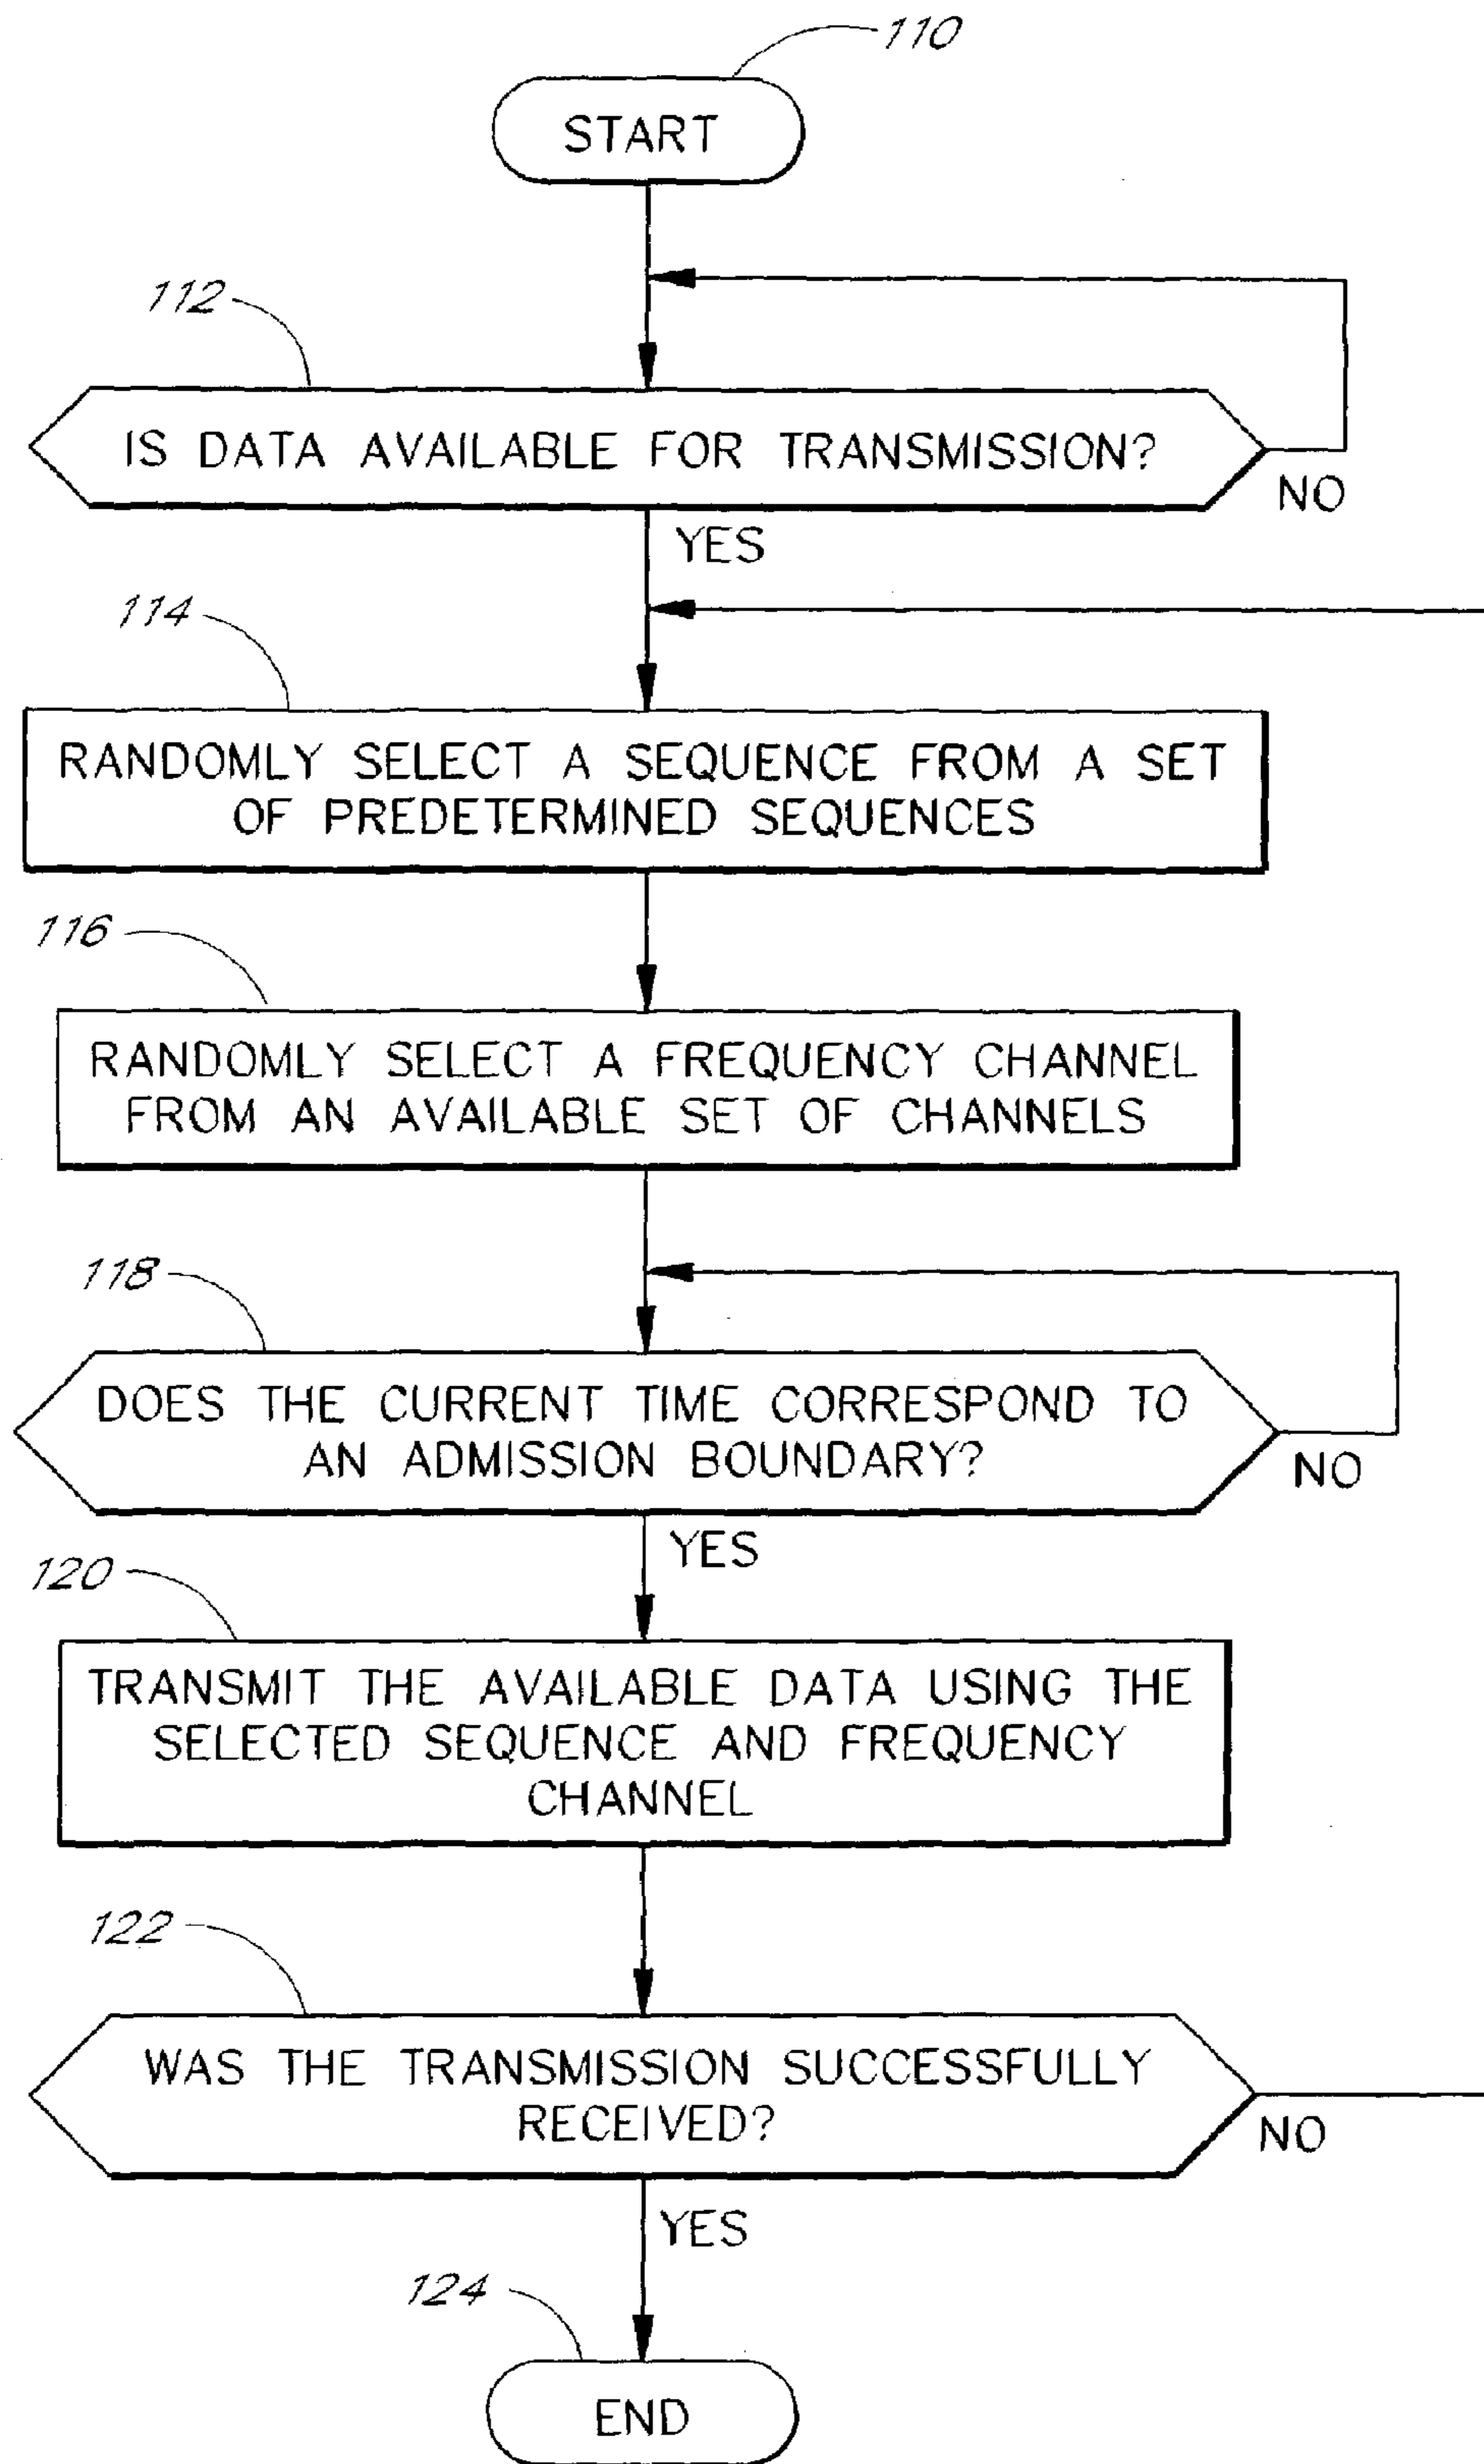 110
START
112
IS DATA AVAILABLE FOR TRANSMISSION?
NO
YES
114
RANDOMLY SELECT A SEQUENCE FROM A SET
OF PREDETERMINED SEQUENCES
116
RANDOMLY SELECT A FREQUENCY CHANNEL
FROM AN AVAILABLE SET OF CHANNELS
118
DOES THE CURRENT TIME CORRESPOND TO
AN ADMISSION BOUNDARY?
NO
YES
120
TRANSMIT THE AVAILABLE DATA USING THE
SELECTED SEQUENCE AND FREQUENCY
CHANNEL
122
WAS THE TRANSMISSION SUCCESSFULLY
RECEIVED?
NO
YES
124
END